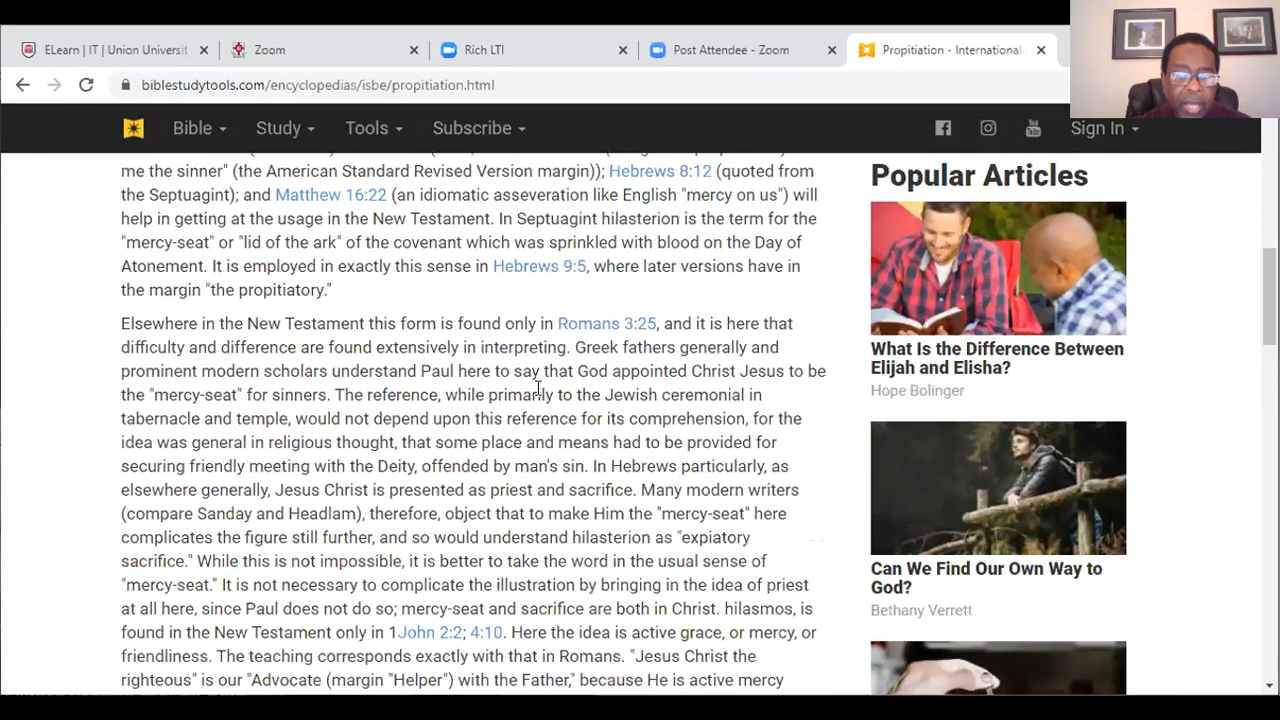 ELearn | IT | Union Universit
Zoom
Rich LTI
Post Attendee - Zoom
Propitiation - International
biblestudytools.com/encyclopedias/isbe/propitiation.html
Bible
Study
Tools
Subscribe
Sign In
me the sinner" (the American Standard Revised Version margin)); Hebrews 8:12 (quoted from
the Septuagint); and Matthew 16:22 (an idiomatic asseveration like English "mercy on us") will
help in getting at the usage in the New Testament. In Septuagint hilasterion is the term for the
"mercy-seat" or "lid of the ark" of the covenant which was sprinkled with blood on the Day of
Atonement. It is employed in exactly this sense in Hebrews 9:5, where later versions have in
the margin "the propitiatory."
Elsewhere in the New Testament this form is found only in Romans 3:25, and it is here that
difficulty and difference are found extensively in interpreting. Greek fathers generally and
prominent modern scholars understand Paul here to say that God appointed Christ Jesus to be
the "mercy-seat" for sinners. The reference, while primarily to the Jewish ceremonial in
tabernacle and temple, would not depend upon this reference for its comprehension, for the
idea was general in religious thought, that some place and means had to be provided for
securing friendly meeting with the Deity, offended by man's sin. In Hebrews particularly, as
elsewhere generally, Jesus Christ is presented as priest and sacrifice. Many modern writers
(compare Sanday and Headlam), therefore, object that to make Him the "mercy-seat" here
complicates the figure still further, and so would understand hilasterion as "expiatory
sacrifice." While this is not impossible, it is better to take the word in the usual sense of
"mercy-seat." It is not necessary to complicate the illustration by bringing in the idea of priest
at all here, since Paul does not do so; mercy-seat and sacrifice are both in Christ. hilasmos, is
found in the New Testament only in 1John 2:2; 4:10. Here the idea is active grace, or mercy, or
friendliness. The teaching corresponds exactly with that in Romans. "Jesus Christ the
righteous" is our "Advocate (margin "Helper") with the Father," because He is active mercy
Popular Articles
What Is the Difference Between
Elijah and Elisha?
Hope Bolinger
Can We Find Our Own Way to
God?
Bethany Verrett